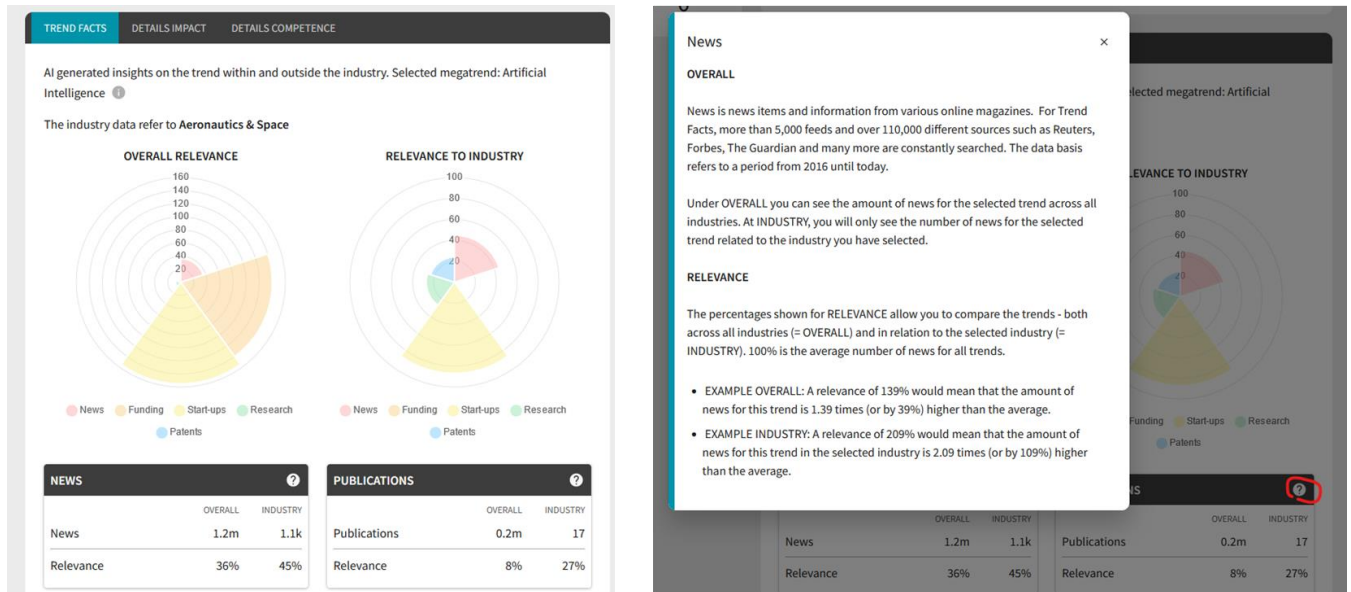 TREND FACTS DETAILS IMPACT DETAILS COMPETENCE
AI generated insights on the trend within and outside the industry. Selected megatrend: Artificial
Intelligence
The industry data refer to Aeronautics & Space
OVERALL RELEVANCE
160
140
120
100
80
60
40
20
News Funding Start-ups Research
Patents
RELEVANCE TO INDUSTRY
100
80
60
40
20
News Funding Start-ups Research
Patents
NEWS ?
OVERALL INDUSTRY
News 1.2m 1.1k
Relevance 36% 45%
PUBLICATIONS ?
OVERALL INDUSTRY
Publications 0.2m 17
Relevance 8% 27%
News ×
OVERALL
News is news items and information from various online magazines. For Trend
Facts, more than 5,000 feeds and over 110,000 different sources such as Reuters,
Forbes, The Guardian and many more are constantly searched. The data basis
refers to a period from 2016 until today.
Under OVERALL you can see the amount of news for the selected trend across all
industries. At INDUSTRY, you will only see the number of news for the selected
trend related to the industry you have selected.
RELEVANCE
The percentages shown for RELEVANCE allow you to compare the trends - both
across all industries (= OVERALL) and in relation to the selected industry (=
INDUSTRY). 100% is the average number of news for all trends.
• EXAMPLE OVERALL: A relevance of 139% would mean that the amount of
news for this trend is 1.39 times (or by 39%) higher than the average.
• EXAMPLE INDUSTRY: A relevance of 209% would mean that the amount of
news for this trend in the selected industry is 2.09 times (or by 109%) higher
than the average.
elected megatrend: Artificial
LEVANCE TO INDUSTRY
100
80
60
40
20
Funding Start-ups Research
Patents
NS ?
OVERALL INDUSTRY
News 1.2m 1.1k
Relevance 36% 45%
OVERALL INDUSTRY
Publications 0.2m 17
Relevance 8% 27%